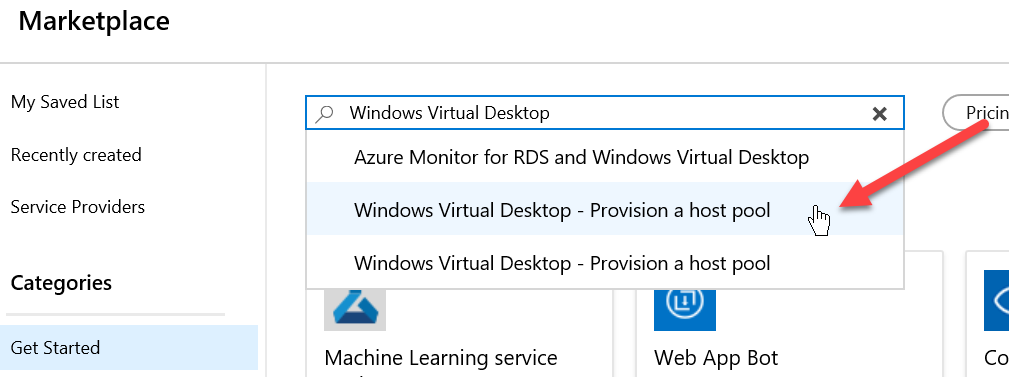 Marketplace
My Saved List
Recently created
Service Providers
Categories
Get Started
Windows Virtual Desktop
Azure Monitor for RDS and Windows Virtual Desktop
Windows Virtual Desktop - Provision a host pool
Windows Virtual Desktop - Provision a host pool
Pricin
Machine Learning service
Web App Bot
Co